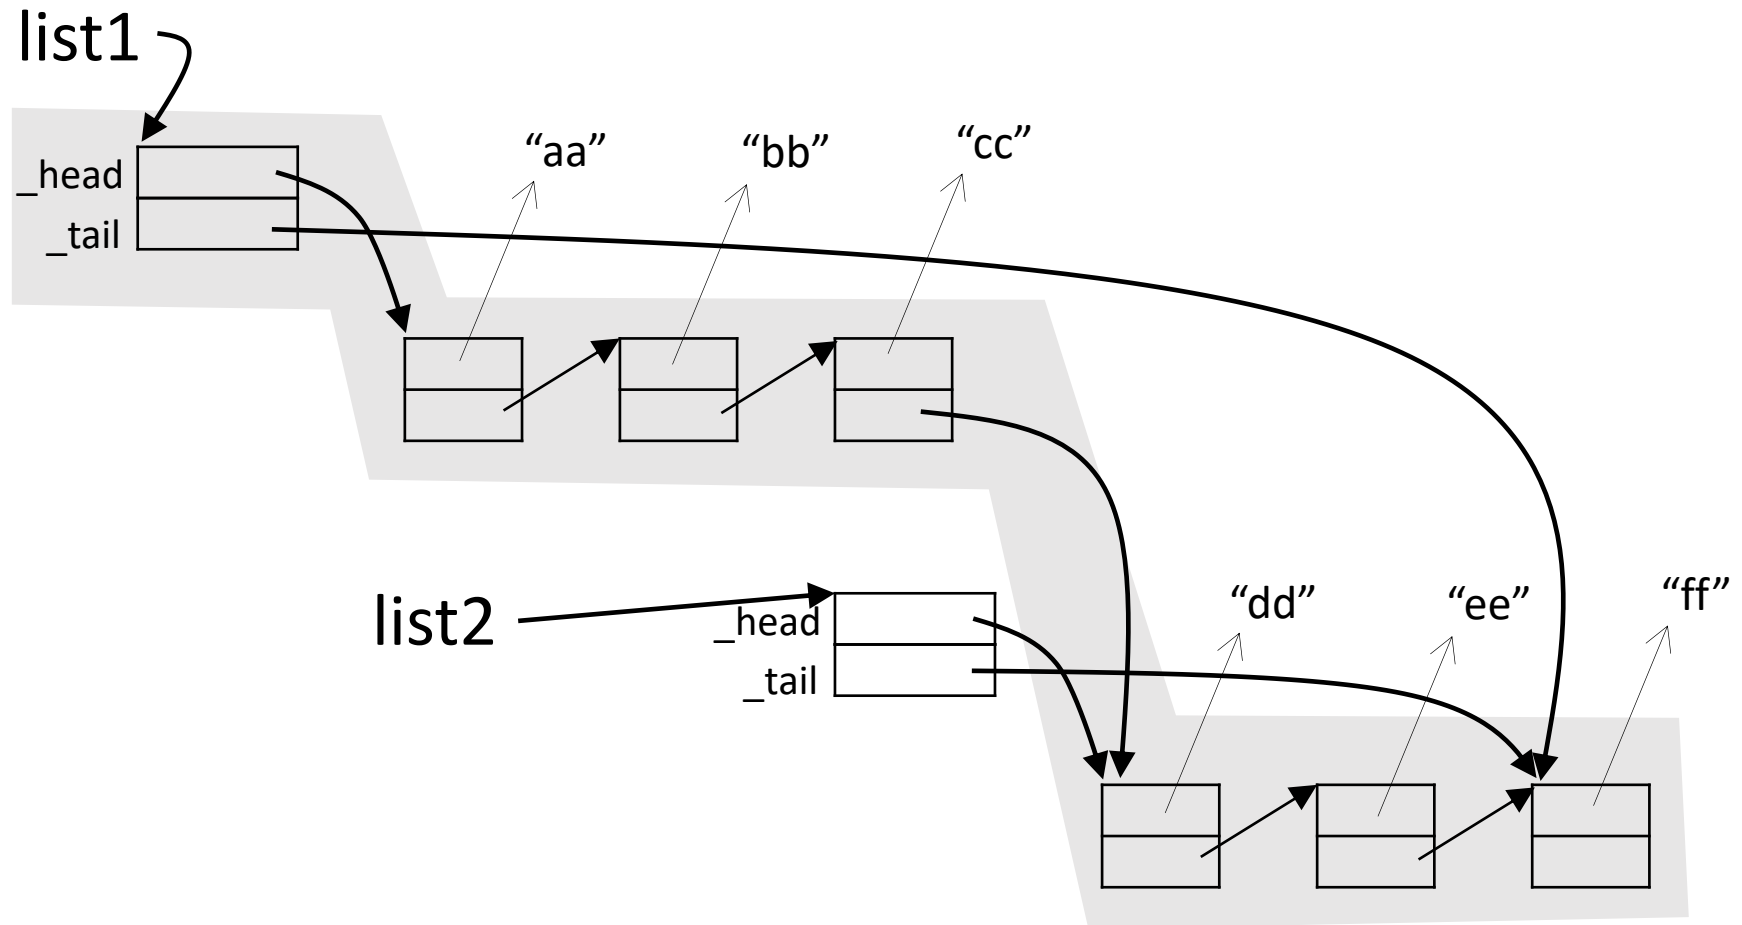 list1
_head
_tail
“aa”
“bb”
“cc”
list2
_head
_tail
“dd”
“ee”
“ff”